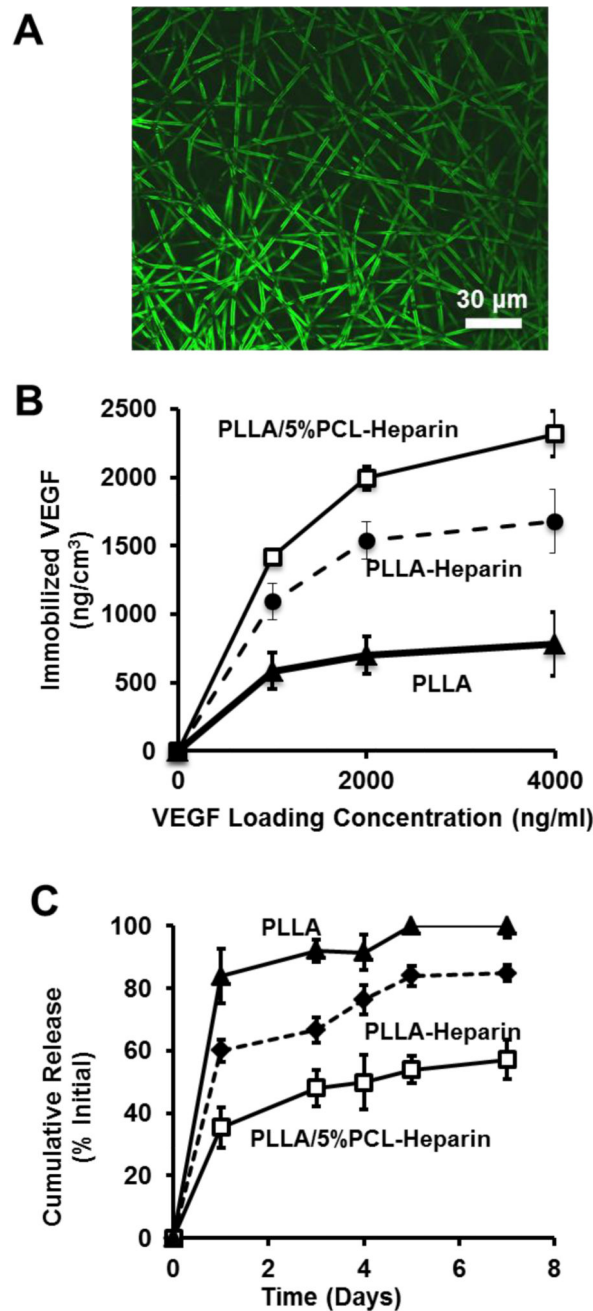 A
30 µm
B
2500
2000
1500
1000
500
0
Immobilized VEGF
(ng/cm³)
PLLA/5%PCL-Heparin
PLLA-Heparin
PLLA
0
2000
4000
VEGF Loading Concentration (ng/ml)
C
100
80
60
40
20
0
Cumulative Release
(% Initial)
PLLA
PLLA-Heparin
PLLA/5%PCL-Heparin
0
2
4
6
8
Time (Days)